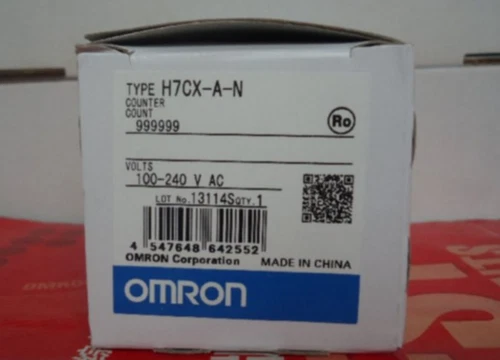 TYPE H7CX-A-N
COUNTER
COUNT
999999
Ro
VOLTS
100-240 V AC
LOT No.13114S QTY.1
4 547648 642552
OMRON Corporation MADE IN CHINA
OMRON